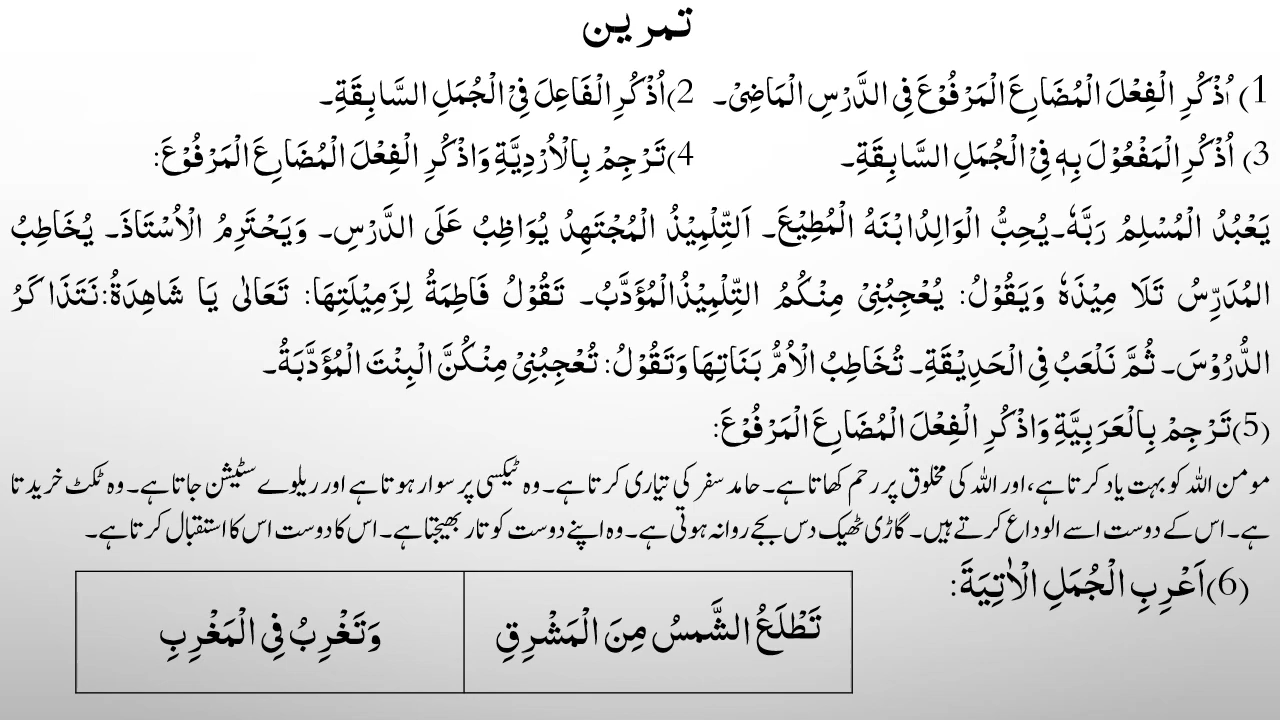 تمرین
1) اُذْكُرِ الْفِعْلَ الْمُضَارِعَ الْمَرْفُوْعَ فِی الدَّرْسِ الْمَاضِیْ۔ 2)اُذْكُرِ الْفَاعِلَ فِیْ الْجُمَلِ السَّابِقَةِ۔
3) اُذْكُرِ الْمَفْعُوْلَ بِہٖ فِیْ الْجُمَلِ السَّابِقَةِ۔ 4)تَرْجِمْ بِالْاُرْدِيَّةِ وَاذْكُرِ الْفِعْلَ الْمُضَارِعَ الْمَرْفُوْعَ:
يَعْبُدُ الْمُسْلِمُ رَبَّهٗ۔يُحِبُّ الْوَالِدُ ابْنَهُ الْمُطِيْعَ۔ اَلتِّلْمِيْذُ الْمُجْتَهِدُ يُوَاظِبُ عَلَی الدَّرْسِ۔ وَيَحْتَرِمُ الْاُسْتَاذَ۔ يُخَاطِبُ
المُدَرِّسُ تَلَا مِيْذَهٗ وَيَقُوْلُ: يُعْجِبُنِیْ مِنْكُمُ التِّلْمِيْذُ الْمُؤَدَّبُ۔ تَقُوْلُ فَاطِمَةُ لِزَمِيْلَتِهَا: تَعَالیٰ يَا شَاهِدَةُ:نَتَذَا كَرُ
الدُّرُوْسَ۔ ثُمَّ نَلْعَبُ فِی الْحَدِيْقَةِ۔ تُخَاطِبُ الْاُمُّ بَنَاتِهَا وَتَقُوْلُ: تُعْجِبُنِیْ مِنْكُنَّ الْبِنْتَ الْمُؤَدَّبَةُ۔
(5)تَرْجِمْ بِالْعَرَبِيَّةِ وَاذْكُرِ الْفِعْلَ الْمُضَارِعَ الْمَرْفُوْعَ:
مومن اللہ کو بہت یاد کرتا ہے، اور اللہ کی مخلوق پر رحم کھاتا ہے۔ حامد سفر کی تیاری کرتا ہے۔ وہ ٹیکسی پر سوار ہوتا ہے اور ریلوے سٹیشن جاتا ہے۔ وہ ٹکٹ خریدتا
ہے۔ اس کے دوست اسے الوداع کرتے ہیں۔ گاڑی ٹھیک دس بجے روانہ ہوتی ہے۔ وہ اپنے دوست کو تار بھیجتا ہے۔ اس کا دوست اس کا استقبال کرتا ہے۔
(6)اَعْرِبِ الْجُمَلِ الْاٰتِيَةَ:
تَطْلَعُ الشَّمسُ مِنَ الْمَشْرِقِ وَتَغْرِبُ فِی الْمَغْرِبِ